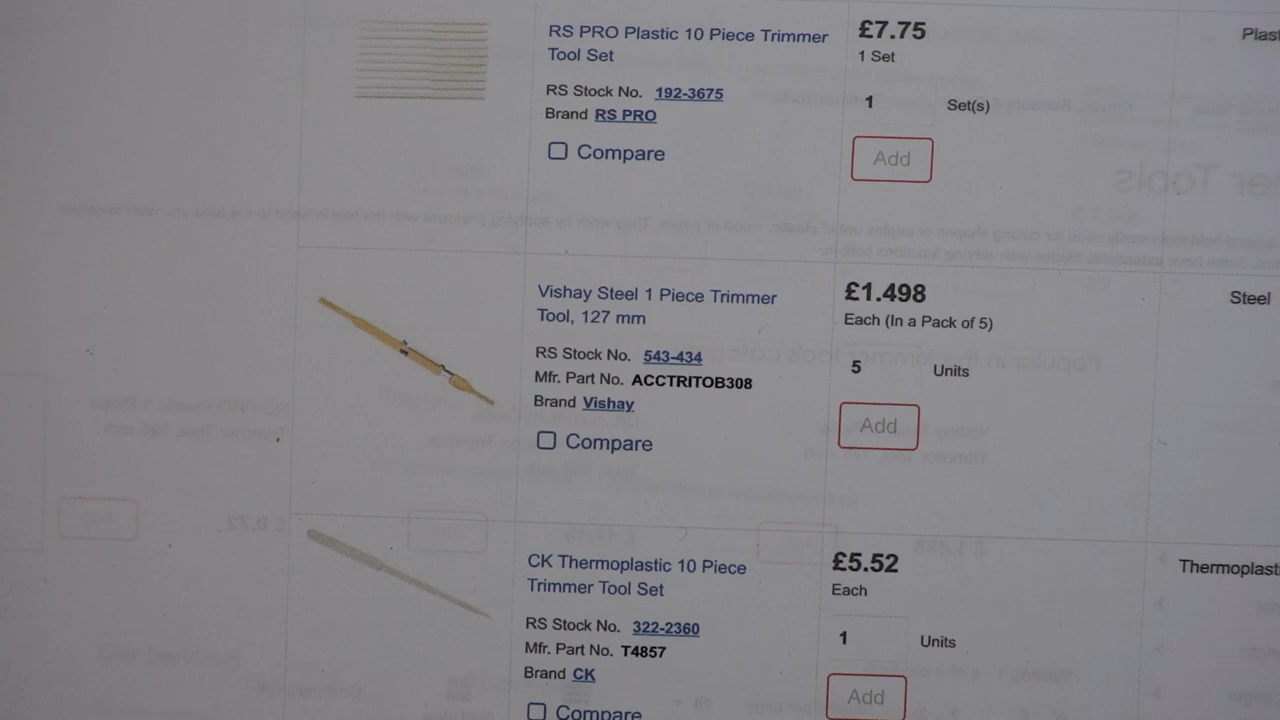 RS PRO Plastic 10 Piece Trimmer
Tool Set
RS Stock No. 192-3675
Brand RS PRO
Compare
£7.75
1 Set
1 Set(s)
Add
Plast
Vishay Steel 1 Piece Trimmer
Tool, 127 mm
RS Stock No. 543-434
Mfr. Part No. ACCTRITOB308
Brand Vishay
Compare
£1.498
Each (In a Pack of 5)
5 Units
Add
Steel
CK Thermoplastic 10 Piece
Trimmer Tool Set
RS Stock No. 322-2360
Mfr. Part No. T4857
Brand CK
Compare
£5.52
Each
1 Units
Add
Thermoplast